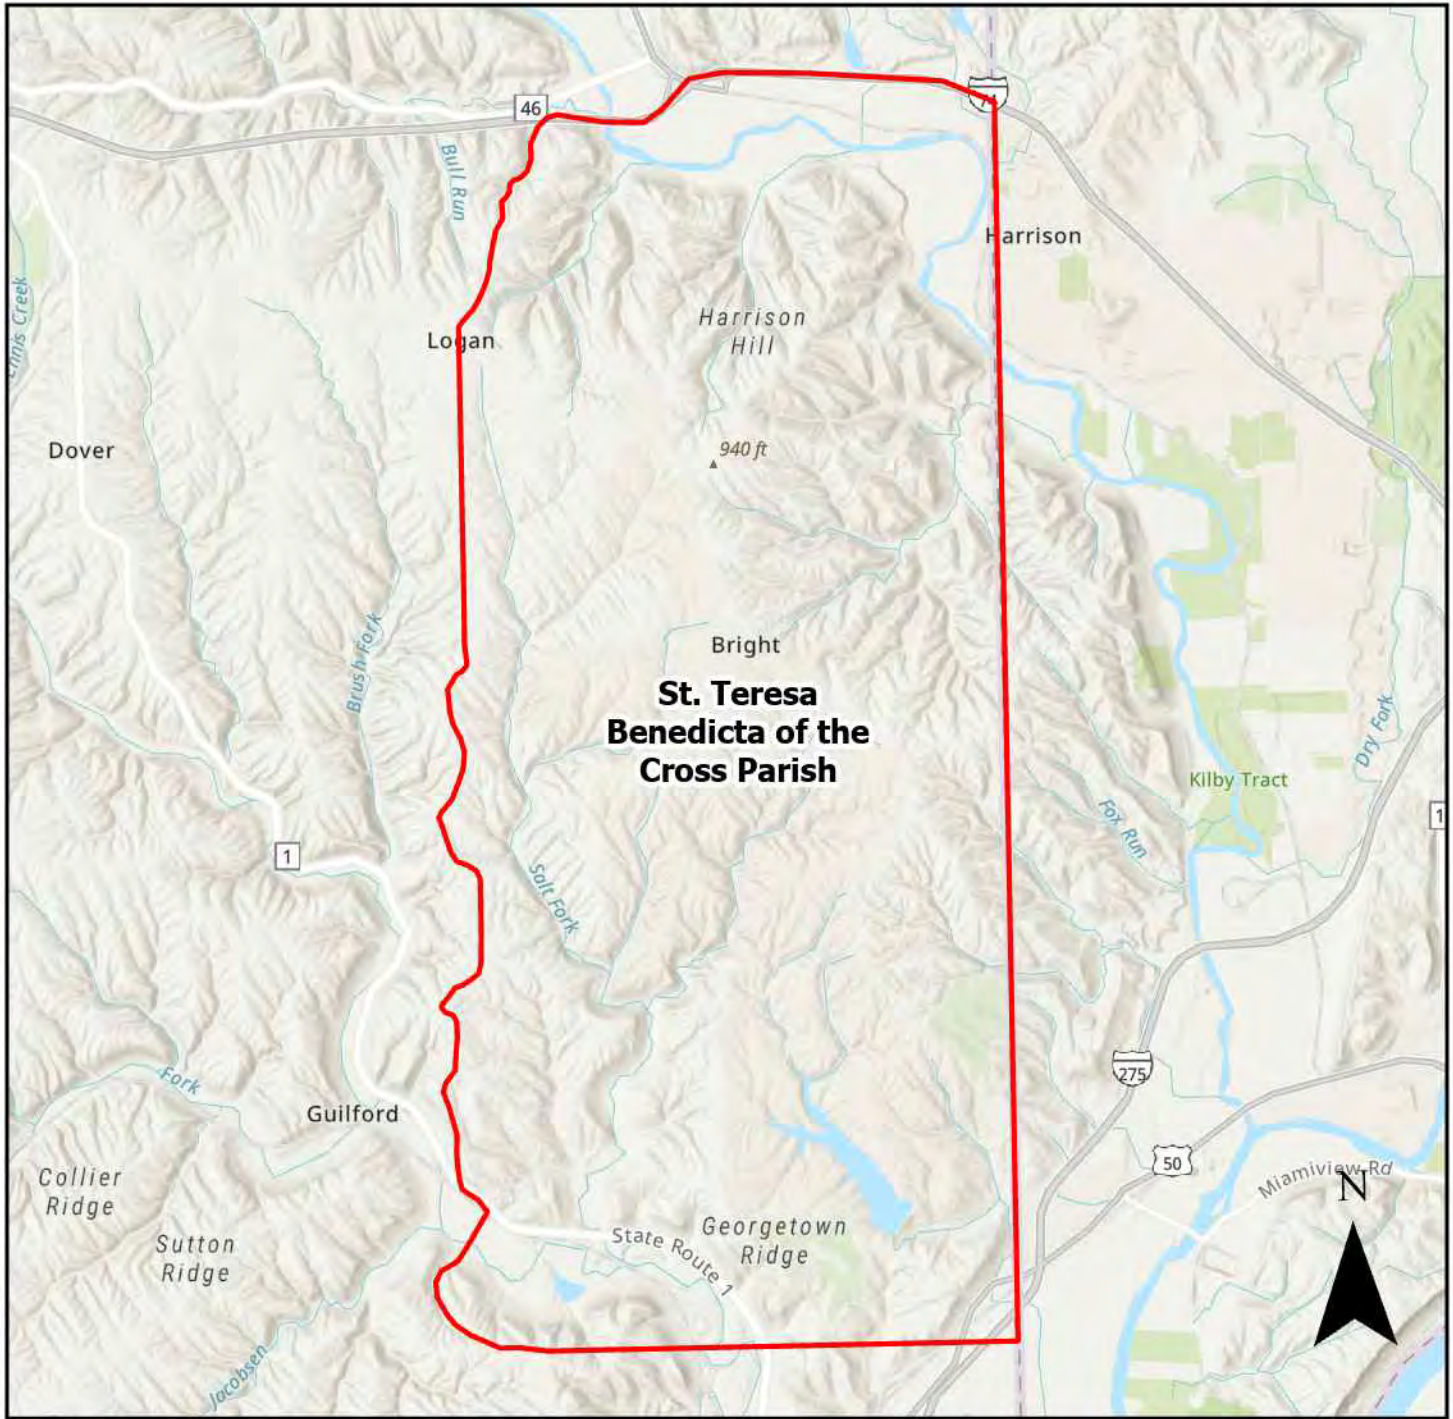 46
74
Bull Run
Harrison
Harrison
Hill
Logan
Dover
940 ft
Bright
St. Teresa
Benedicta of the
Cross Parish
Brush Fork
Dry Fork
Kilby Tract
Fox Run
1
1
Salt Fork
Fork
275
Guilford
50
Miamiview Rd
N
Collier
Ridge
Sutton
Ridge
State Route 1
Georgetown
Ridge
Jacobsen